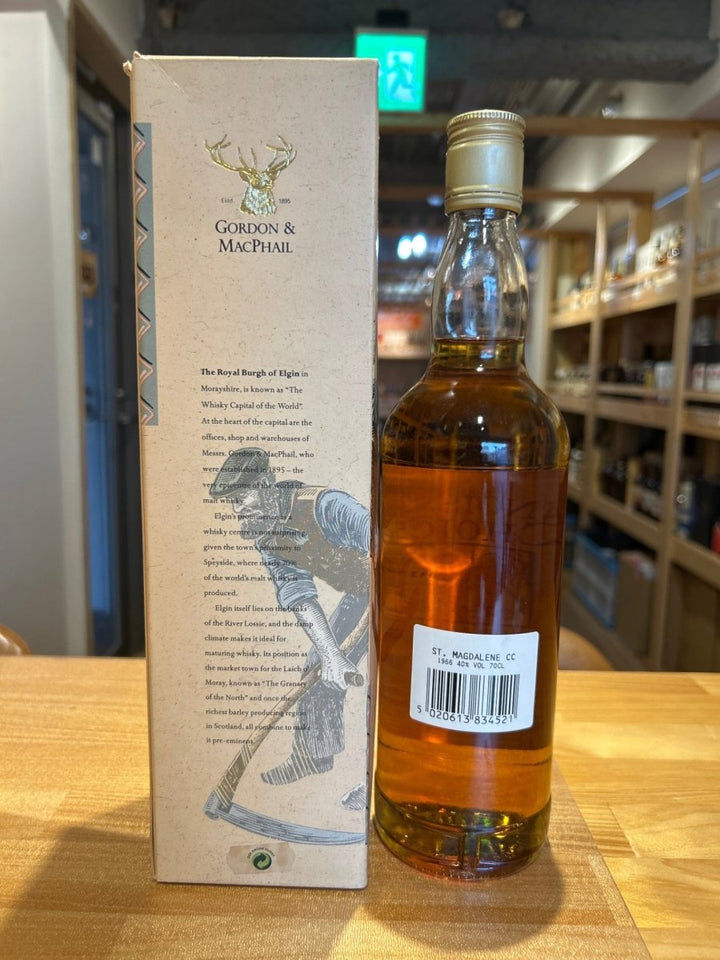 Estd. 1895
GORDON &
MACPHAIL
The Royal Burgh of Elgin in
Morayshire, is known as “The
Whisky Capital of the World”.
At the heart of the capital are the
offices, shop and warehouses of
Messrs. Gordon & MacPhail, who
were established in 1895 – the
very epicentre of the world of
malt whisky.
Elgin's prominence as a
whisky centre is not surprising,
given the town's proximity to
Speyside, where nearly 70%
of the world's malt whisky is
produced.
Elgin itself lies on the banks
of the River Lossie, and the damp
climate makes it ideal for
maturing whisky. Its position as
the market town for the Laich of
Moray, known as “The Granary
of the North” and once the
richest barley producing region
in Scotland, all combine to make
it pre-eminent.
ST. MAGDALENE CC
1966 40% VOL 70CL
5 020613 834521